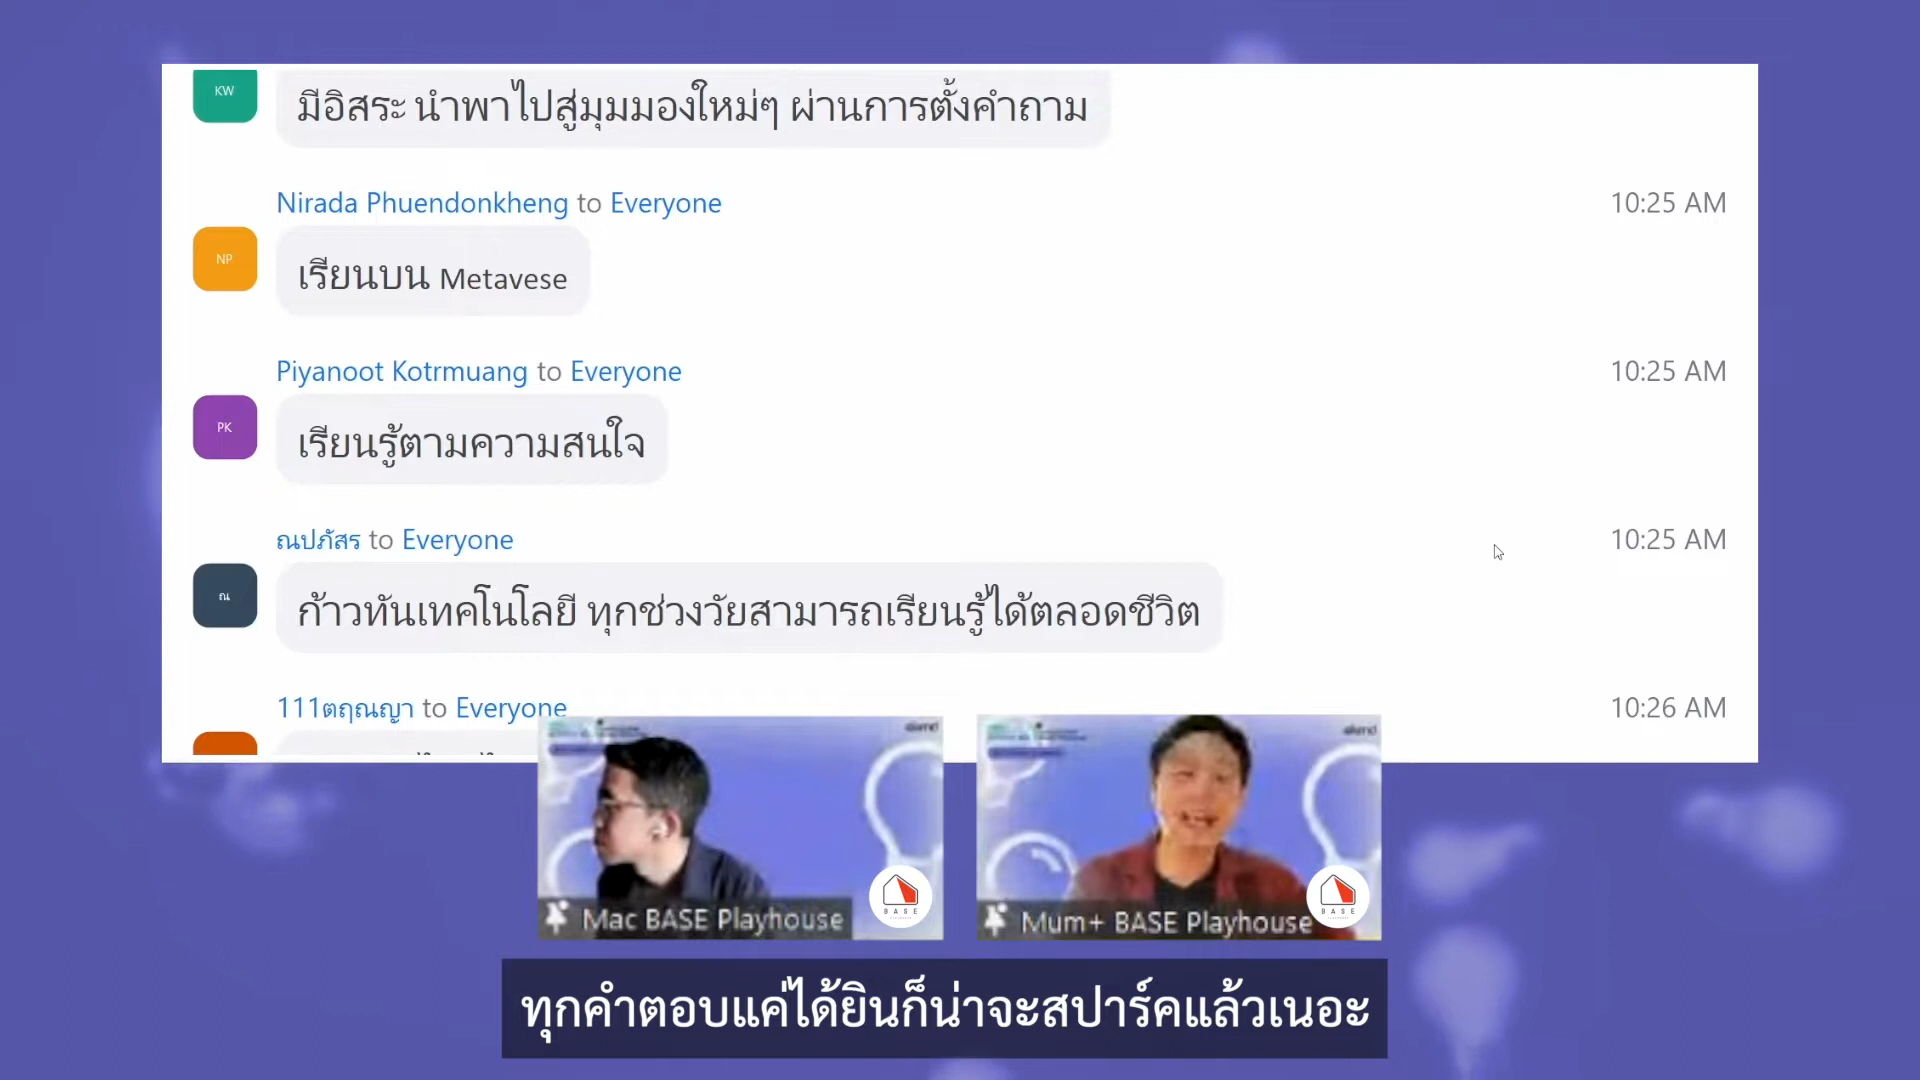 KW
มีอิสระ นำพาไปสู่มุมมองใหม่ๆ ผ่านการตั้งคำถาม
Nirada Phuendonkheng to Everyone
10:25 AM
NP
เรียนบน Metavese
Piyanoot Kotrmuang to Everyone
10:25 AM
PK
เรียนรู้ตามความสนใจ
ณปภัสร to Everyone
10:25 AM
ณ
ก้าวทันเทคโนโลยี ทุกช่วงวัยสามารถเรียนรู้ได้ตลอดชีวิต
111ตฤณญา to Everyone
10:26 AM
Mac BASE Playhouse
BASE
Mum+ BASE Playhouse
BASE
ทุกคำตอบแค่ได้ยินก็น่าจะสปาร์คแล้วเนอะ